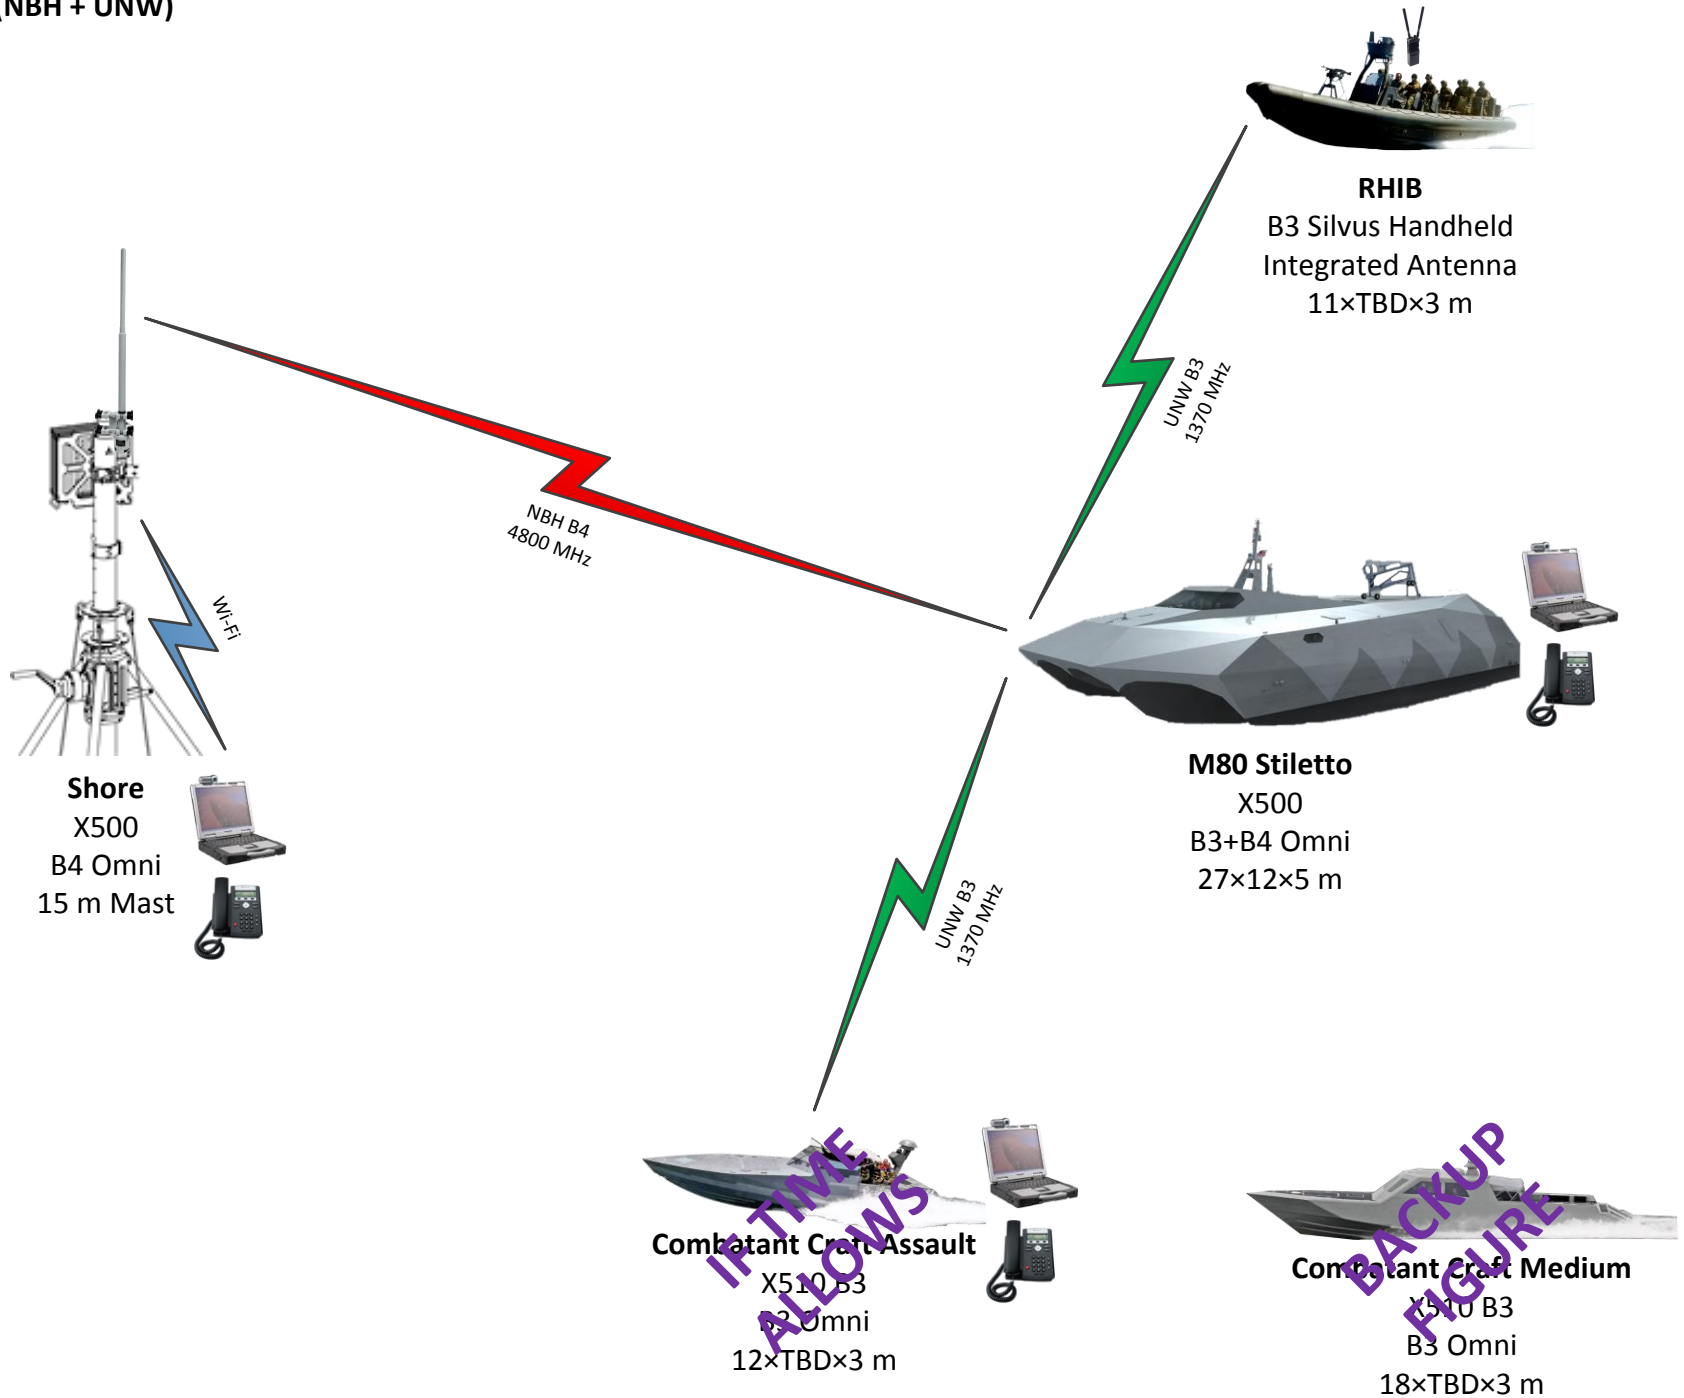 (NBH + UNW)
RHIB
B3 Silvus Handheld
Integrated Antenna
11×TBD×3 m
UNW B3
1370 MHz
NBH B4
4800 MHz
Wi-Fi
Shore
X500
B4 Omni
15 m Mast
M80 Stiletto
X500
B3+B4 Omni
27×12×5 m
UNW B3
1370 MHz
IF TIME
ALLOWS
Combatant Craft Assault
X510 B3
B3 Omni
12×TBD×3 m
BACKUP
FIGURE
Combatant Craft Medium
X510 B3
B3 Omni
18×TBD×3 m